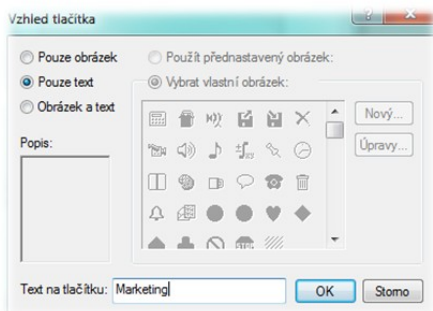 Vzhled tlačítka
Pouze obrázek
Použít přednastavený obrázek:
Pouze text
Vybrat vlastní obrázek:
Obrázek a text
Nový...
Popis:
Úpravy...
STOP
Text na tlačítku: Marketing
OK
Storno